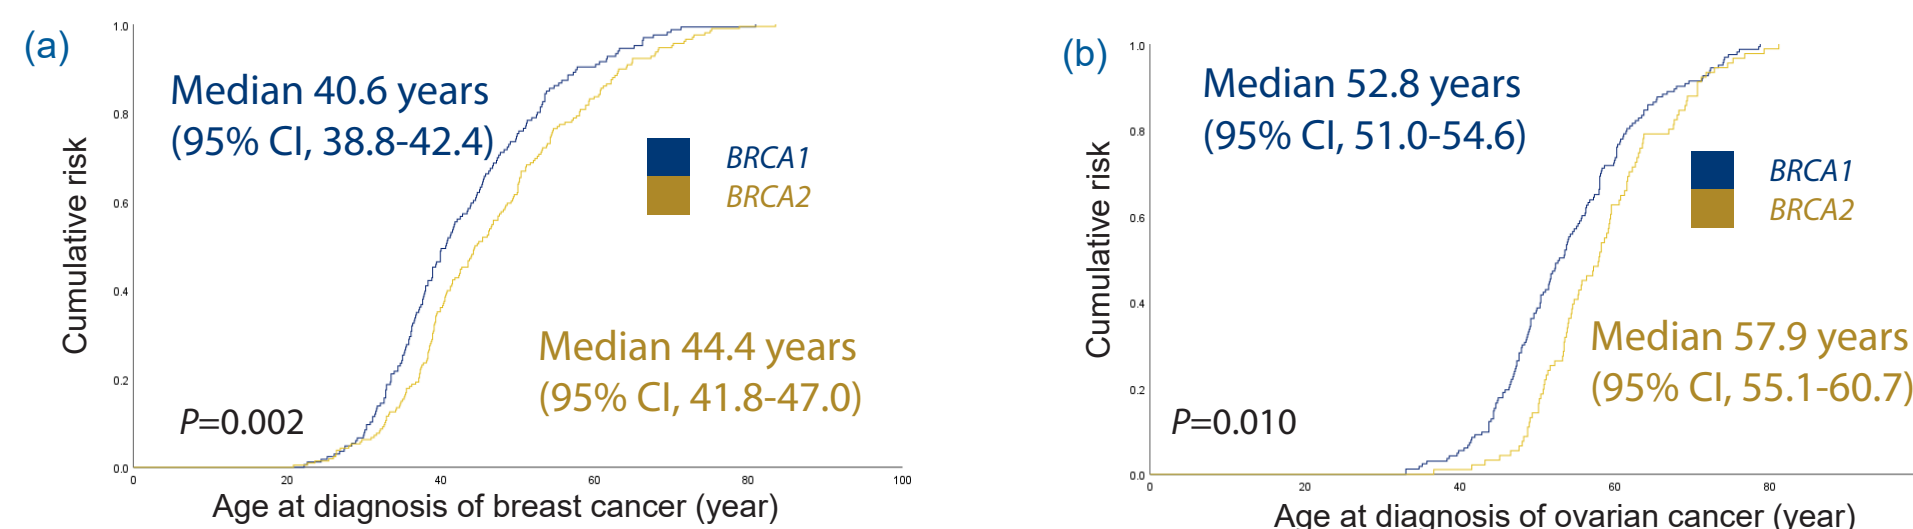 (a)
Cumulative risk
1.0
0.8
0.6
0.4
0.2
0.0
Median 40.6 years
(95% CI, 38.8-42.4)
BRCA1
BRCA2
Median 44.4 years
(95% CI, 41.8-47.0)
P=0.002
0 20 40 60 80 100
Age at diagnosis of breast cancer (year)
(b)
Cumulative risk
1.0
0.8
0.6
0.4
0.2
0.0
Median 52.8 years
(95% CI, 51.0-54.6)
BRCA1
BRCA2
Median 57.9 years
(95% CI, 55.1-60.7)
P=0.010
0 20 40 60 80
Age at diagnosis of ovarian cancer (year)